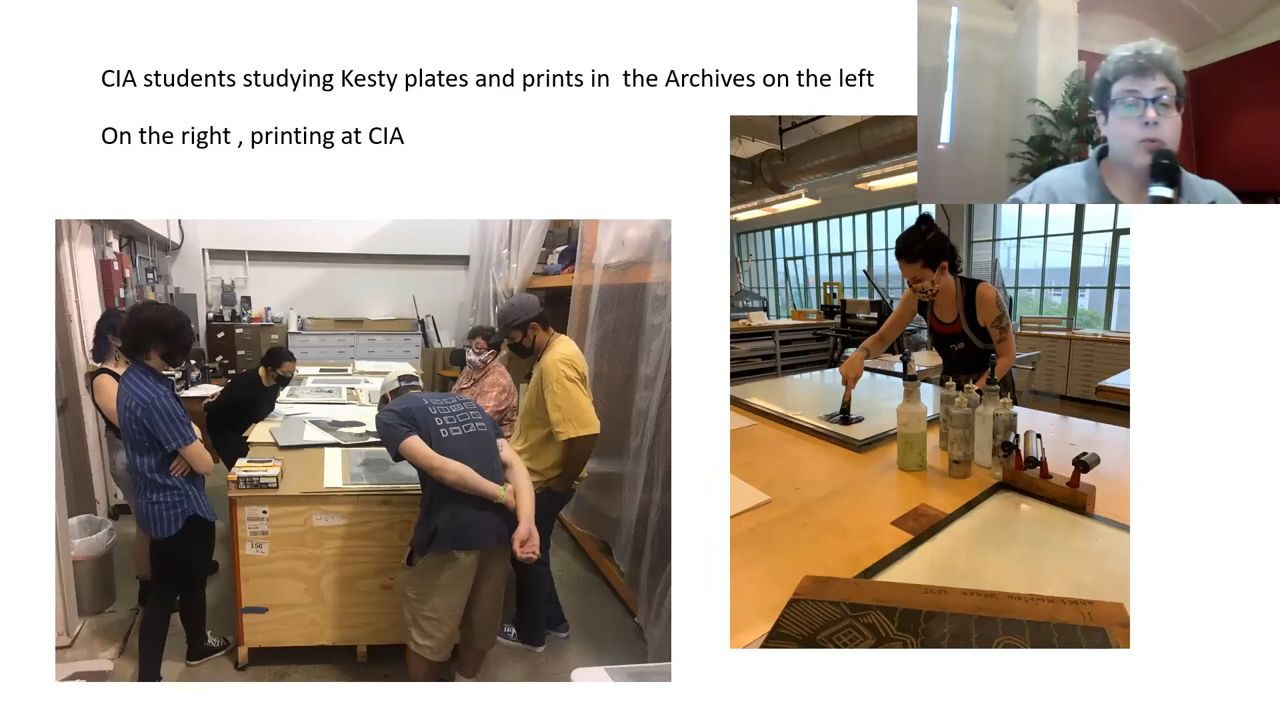 CIA students studying Kesty plates and prints in  the Archives on the left
On the right , printing at CIA
156